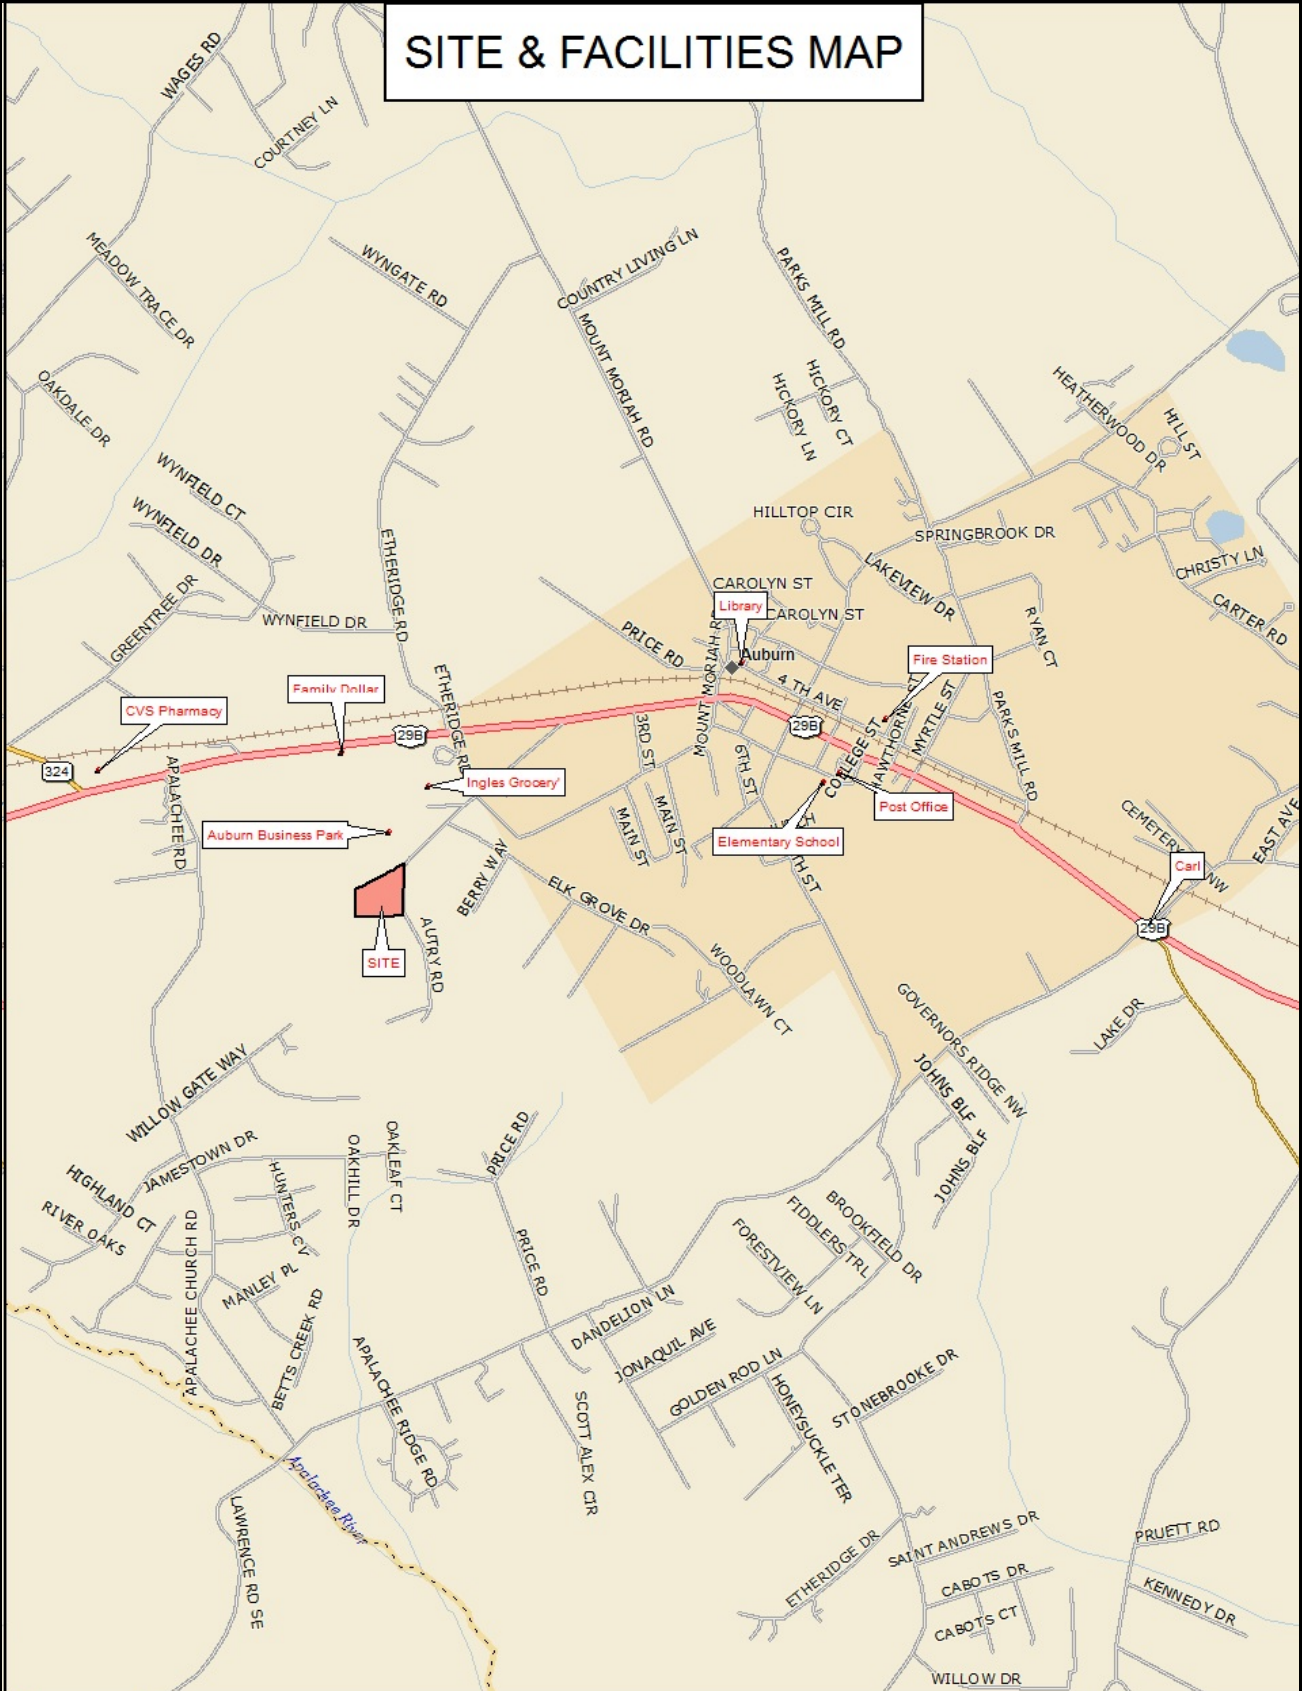 SITE & FACILITIES MAP
WAGES RD
COURTNEY LN
MEADOW TRACE DR
WYNGATE RD
COUNTRY LIVING LN
PARKS MILL RD
MOUNT MORIAH RD
OAKDALE DR
HICKORY CT
HICKORY LN
HEATHERWOOD DR
HILL ST
WYNFIELD CT
WYNFIELD DR
HILLTOP CIR
SPRINGBROOK DR
ETHERIDGE RD
LAKEVIEW DR
CHRISTY LN
CAROLYN ST
GREENTREE DR
Library
CAROLYN ST
CARTER RD
WYNFIELD DR
RYAN CT
PRICE RD
MOUNT MORIAH RD
Auburn
Fire Station
4 TH AVE
Family Dollar
ETHERIDGE RD
CVS Pharmacy
HAWTHORNE ST
MYRTLE ST
PARKS MILL RD
29B
29B
3RD ST
COLLEGE ST
6TH ST
324
APALACHEE RD
Ingles Grocery'
Post Office
MAIN ST
MAIN ST
Auburn Business Park
Elementary School
CEMETERY
NW
EAST AVE
Carl
BERRY WAY
TH ST
ELK GROVE DR
29B
AUTRY RD
SITE
WOODLAWN CT
GOVERNORS RIDGE NW
LAKE DR
WILLOW GATE WAY
JOHNS BLF
JOHNS BLF
JAMESTOWN DR
OAKHILL DR
OAKLEAF CT
PRICE RD
HIGHLAND CT
RIVER OAKS
HUNTERS CV
APALACHEE CHURCH RD
PRICE RD
BROOKFIELD DR
FIDDLERS TRL
FORESTVIEW LN
MANLEY PL
BETTS CREEK RD
DANDELION LN
JONAQUIL AVE
APALACHEE RIDGE RD
GOLDEN ROD LN
STONEBROOKE DR
HONEYSUCKLE TER
SCOTT ALEX CIR
Apalachee River
LAWRENCE RD SE
ETHERIDGE DR
SAINT ANDREWS DR
PRUETT RD
CABOTS DR
KENNEDY DR
CABOTS CT
WILLOW DR